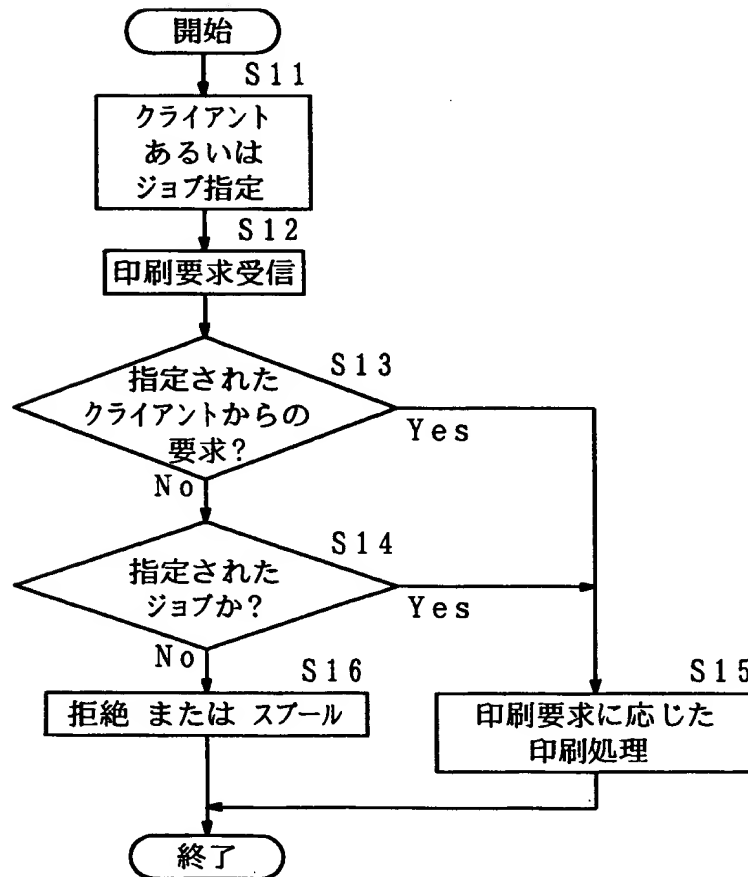 開始
S11
クライアント
あるいは
ジョブ指定
S12
印刷要求受信
S13
指定された
クライアントからの
要求?
Yes
No
S14
指定された
ジョブか?
Yes
No
S16
拒絶 または スプール
S15
印刷要求に応じた
印刷処理
終了